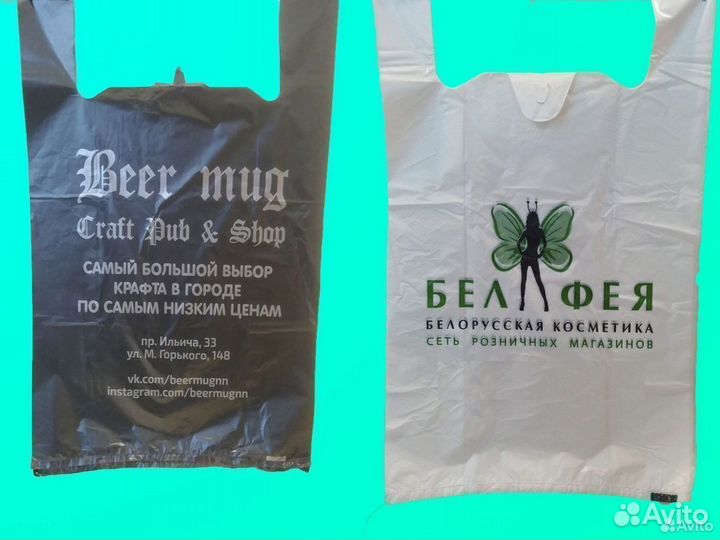 Beer mug
Craft Pub & Shop
САМЫЙ БОЛЬШОЙ ВЫБОР
КРАФТА В ГОРОДЕ
ПО САМЫМ НИЗКИМ ЦЕНАМ
пр. Ильича, 33
ул. М. Горького, 148
vk.com/beermugnn
instagram.com/beermugnn
БЕЛ ФЕЯ
БЕЛОРУССКАЯ КОСМЕТИКА
СЕТЬ РОЗНИЧНЫХ МАГАЗИНОВ
Avito
Avito